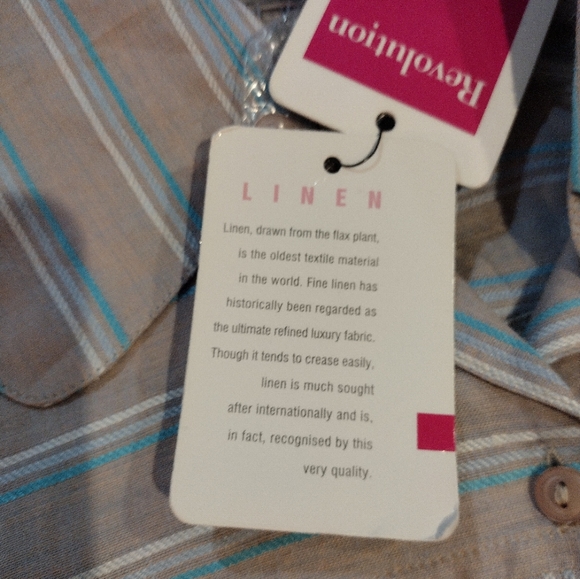 Revolution
LINEN
Linen, drawn from the flax plant,
is the oldest textile material
in the world. Fine linen has
historically been regarded as
the ultimate refined luxury fabric.
Though it tends to crease easily,
linen is much sought
after internationally and is,
in fact, recognised by this
very quality.